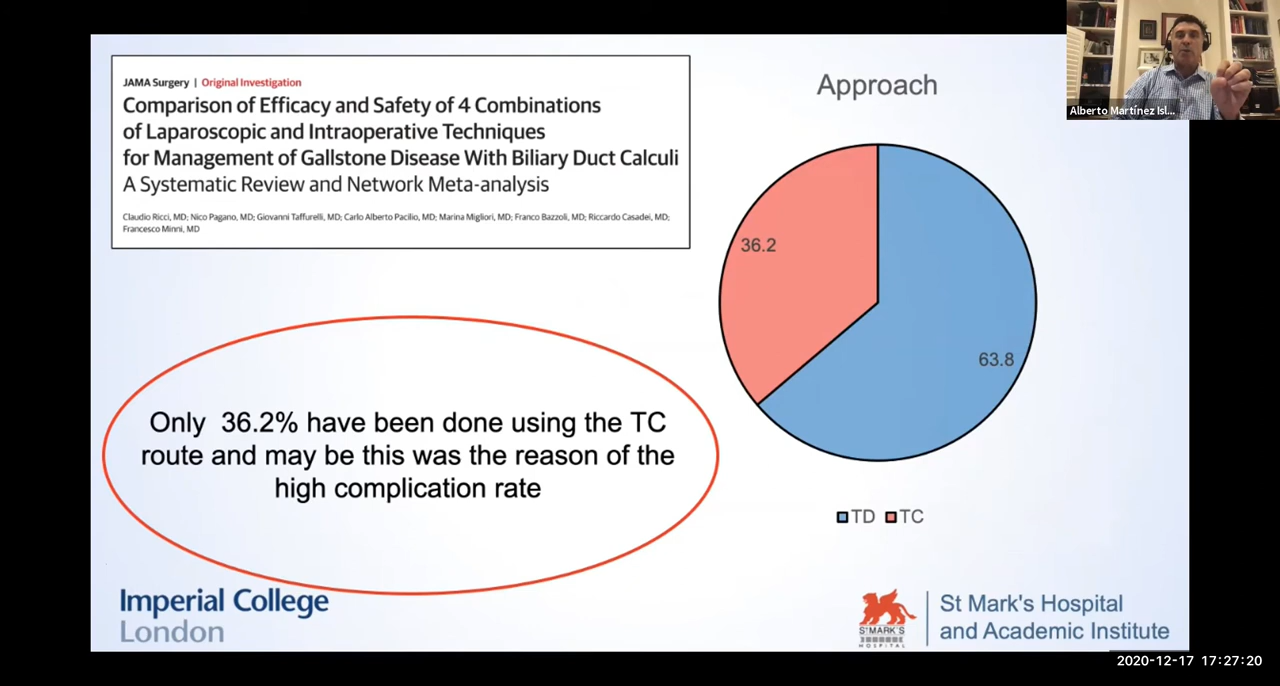 JAMA Surgery | Original Investigation
Comparison of Efficacy and Safety of 4 Combinations
of Laparoscopic and Intraoperative Techniques
for Management of Gallstone Disease With Biliary Duct Calculi
A Systematic Review and Network Meta-analysis
Claudio Ricci, MD; Nico Pagano, MD; Giovanni Taffurelli, MD; Carlo Alberto Pacilio, MD; Marina Migliori, MD; Franco Bazzoli, MD; Riccardo Casadei, MD;
Francesco Minni, MD
Approach
36.2
63.8
TD TC
Only 36.2% have been done using the TC
route and may be this was the reason of the
high complication rate
Imperial College
London
ST MARK'S
HOSPITAL
St Mark's Hospital
and Academic Institute
Alberto Martínez Isl...
2020-12-17 17:27:20